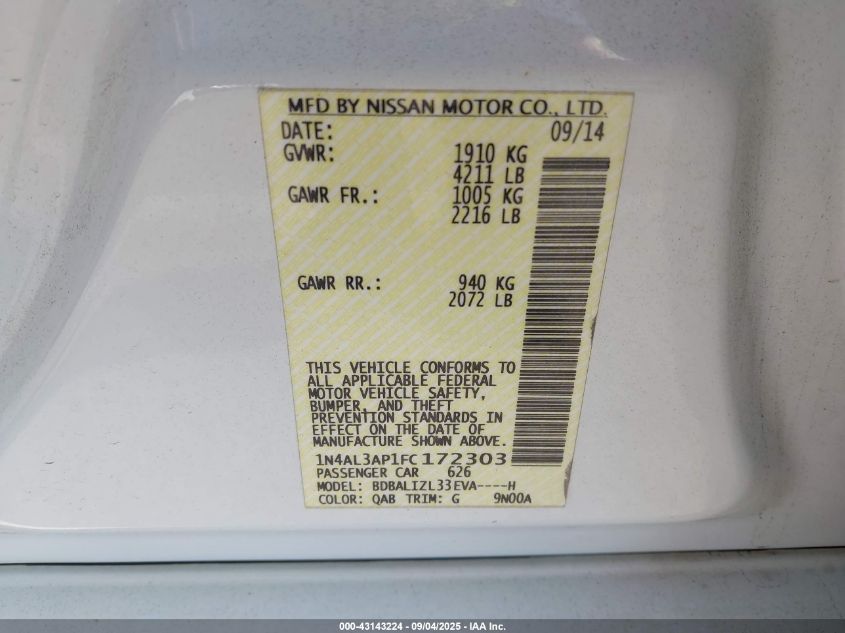 MFD BY NISSAN MOTOR CO., LTD.
DATE: 09/14
GVWR: 1910 KG
4211 LB
GAWR FR.: 1005 KG
2216 LB
GAWR RR.: 940 KG
2072 LB
THIS VEHICLE CONFORMS TO
ALL APPLICABLE FEDERAL
MOTOR VEHICLE SAFETY,
BUMPER, AND THEFT
PREVENTION STANDARDS IN
EFFECT ON THE DATE OF
MANUFACTURE SHOWN ABOVE.
1N4AL3AP1FC172303
PASSENGER CAR 626
MODEL: BDBALIZL33EVA----H
COLOR: QAB TRIM: G 9N00A
000-43143224 - 09/04/2025 - IAA Inc.